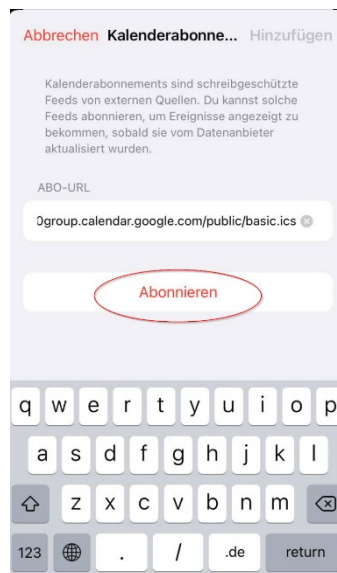 Abbrechen Kalenderabonne... Hinzufügen
Kalenderabonnements sind schreibgeschützte
Feeds von externen Quellen. Du kannst solche
Feeds abonnieren, um Ereignisse angezeigt zu
bekommen, sobald sie vom Datenanbieter
aktualisiert wurden.
ABO-URL
group.calendar.google.com/public/basic.ics
Abonnieren
q w e r t y u i o p
a s d f g h j k l
z x c v b n m
123 . / .de return